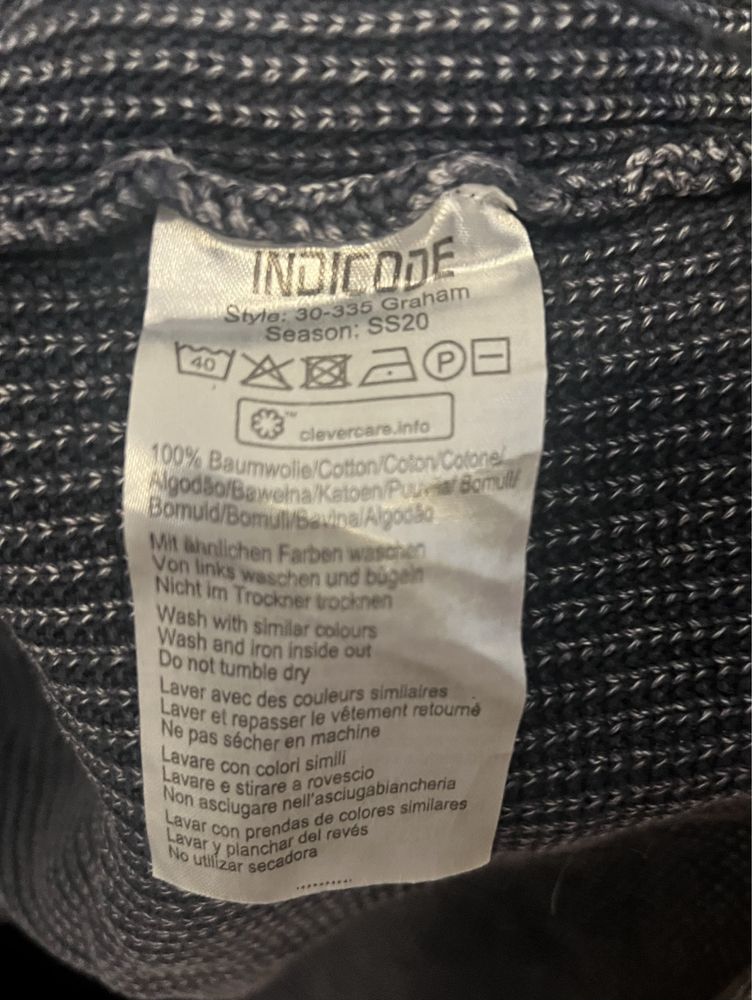 INDICODE
Style: 30-335 Graham
Season: SS20
40 P
clevercare.info
100% Baumwolle/Cotton/Coton/Cotone/
Algodão/Bawełna/Katoen/Puuvilla/Bomull/
Bomuld/Bomull/Bavlna/Algodão
Mit ähnlichen Farben waschen
Von links waschen und bügeln
Nicht im Trockner trocknen
Wash with similar colours
Wash and iron inside out
Do not tumble dry
Laver avec des couleurs similaires
Laver et repasser le vêtement retourné
Ne pas sécher en machine
Lavare con colori simili
Lavare e stirare a rovescio
Non asciugare nell'asciugabiancheria
Lavar con prendas de colores similares
Lavar y planchar del revés
No utilizar secadora